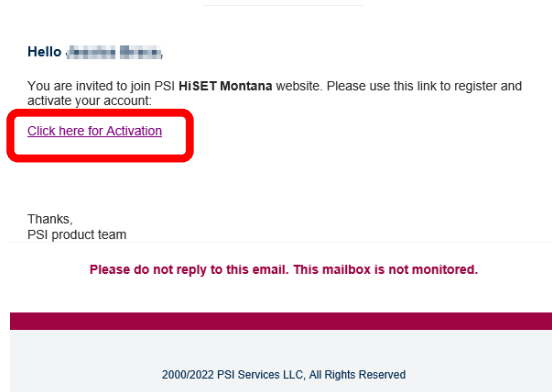 Hello
You are invited to join PSI HiSET Montana website. Please use this link to register and
activate your account:
Click here for Activation
Thanks,
PSI product team
Please do not reply to this email. This mailbox is not monitored.
2000/2022 PSI Services LLC, All Rights Reserved